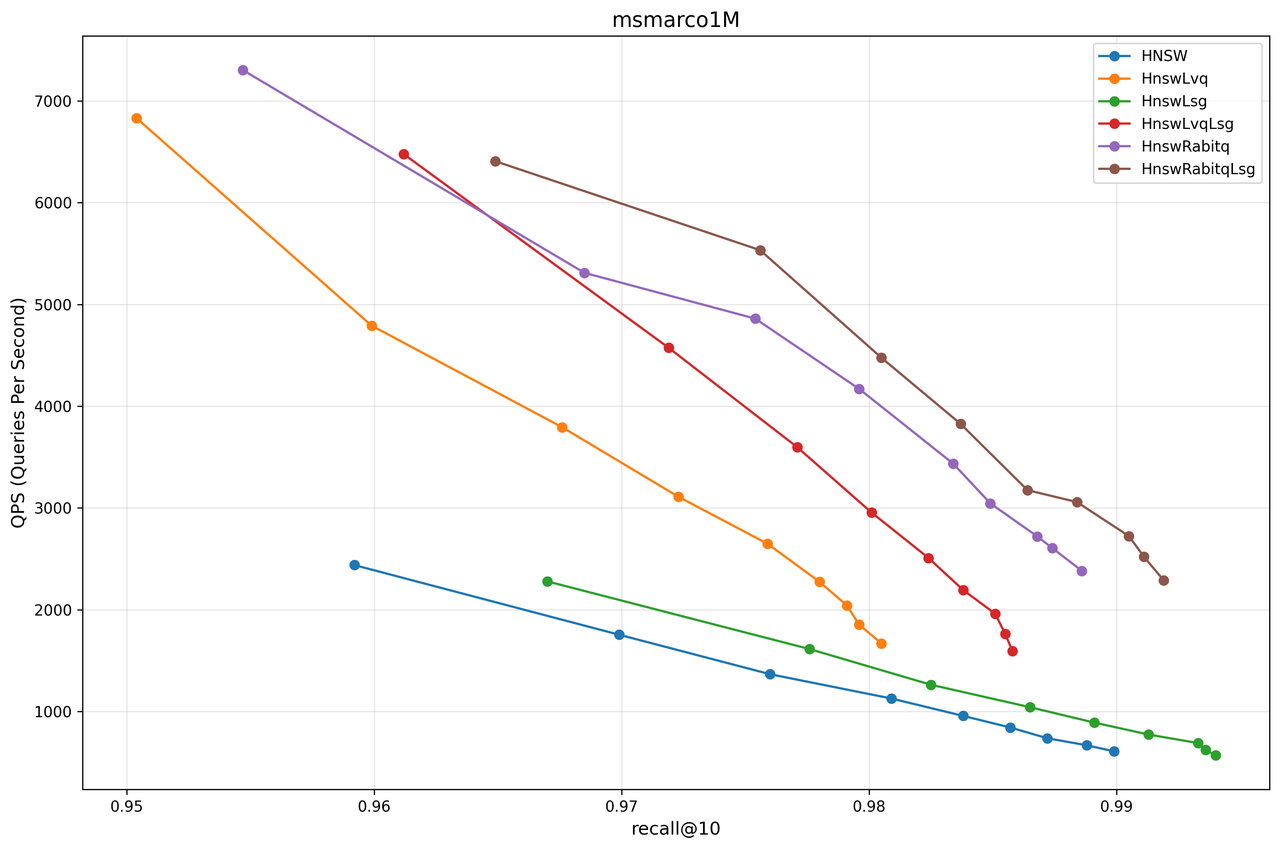 msmarco1M
HNSW
HnswLvq
HnswLsg
HnswLvqLsg
HnswRabitq
HnswRabitqLsg
QPS (Queries Per Second)
7000
6000
5000
4000
3000
2000
1000
0.95 0.96 0.97 0.98 0.99
recall@10